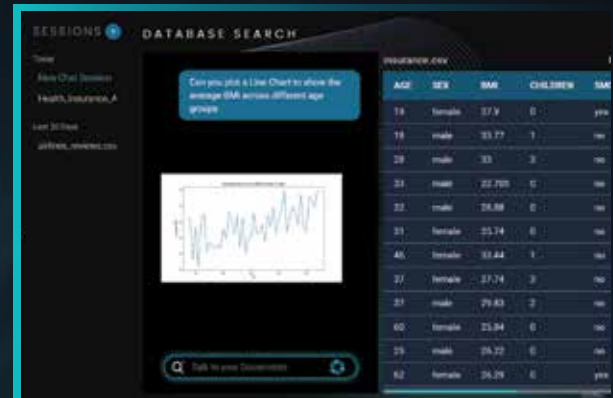 SESSIONS
DATABASE SEARCH
Today
New Chat Session
Health_Insurance_A
Last 30 Days
airlines_reviews.csv
Can you plot a Line Chart to show the
average BMI across different age
groups
Talk to your Documents
insurance.csv
AGE SEX BMI CHILDREN SMO
19 female 27.9 0 yes
18 male 33.77 1 no
28 male 33 3 no
33 male 22.705 0 no
32 male 28.88 0 no
31 female 25.74 0 no
46 female 33.44 1 no
37 female 27.74 3 no
37 male 29.83 2 no
60 female 25.84 0 no
25 male 26.22 0 no
62 female 26.29 0 yes